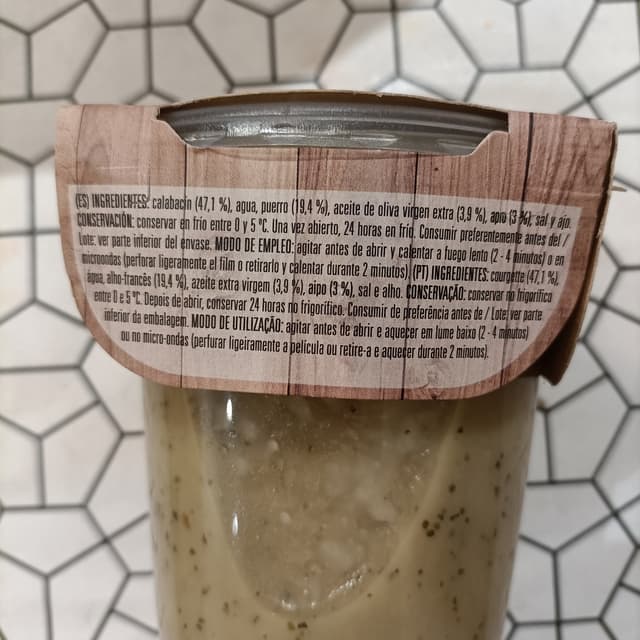 (ES) INGREDIENTES: calabacín (47,1 %), agua, puerro (19,4 %), aceite de oliva virgen extra (3,9 %), apio (3 %), sal y ajo.
CONSERVACIÓN: conservar en frío entre 0 y 5 °C. Una vez abierto, 24 horas en frío. Consumir preferentemente antes del /
Lote: ver parte inferior del envase. MODO DE EMPLEO: agitar antes de abrir y calentar a fuego lento (2 - 4 minutos) o en
microondas (perforar ligeramente el film o retirarlo y calentar durante 2 minutos). (PT) INGREDIENTES: courgete (47,1 %),
água, alho-francês (19,4 %), azeite extra virgem (3,9 %), aipo (3 %), sal e alho. CONSERVAÇÃO: conservar no frigorífico
entre 0 e 5 °C. Depois de abrir, conservar 24 horas no frigorífico. Consumir de preferência antes de / Lote: ver parte
inferior da embalagem. MODO DE UTILIZAÇÃO: agitar antes de abrir e aquecer em lume baixo (2 - 4 minutos)
ou no micro-ondas (perfurar ligeiramente a película ou retire-a e aquecer durante 2 minutos).